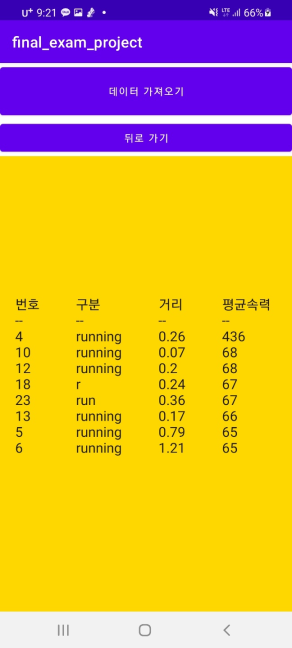 U+ 9:21 LTE 66%
final_exam_project
데이터 가져오기
뒤로 가기
번호 구분 거리 평균속력
-- -- -- --
4 running 0.26 436
10 running 0.07 68
12 running 0.2 68
18 r 0.24 67
23 run 0.36 67
13 running 0.17 66
5 running 0.79 65
6 running 1.21 65